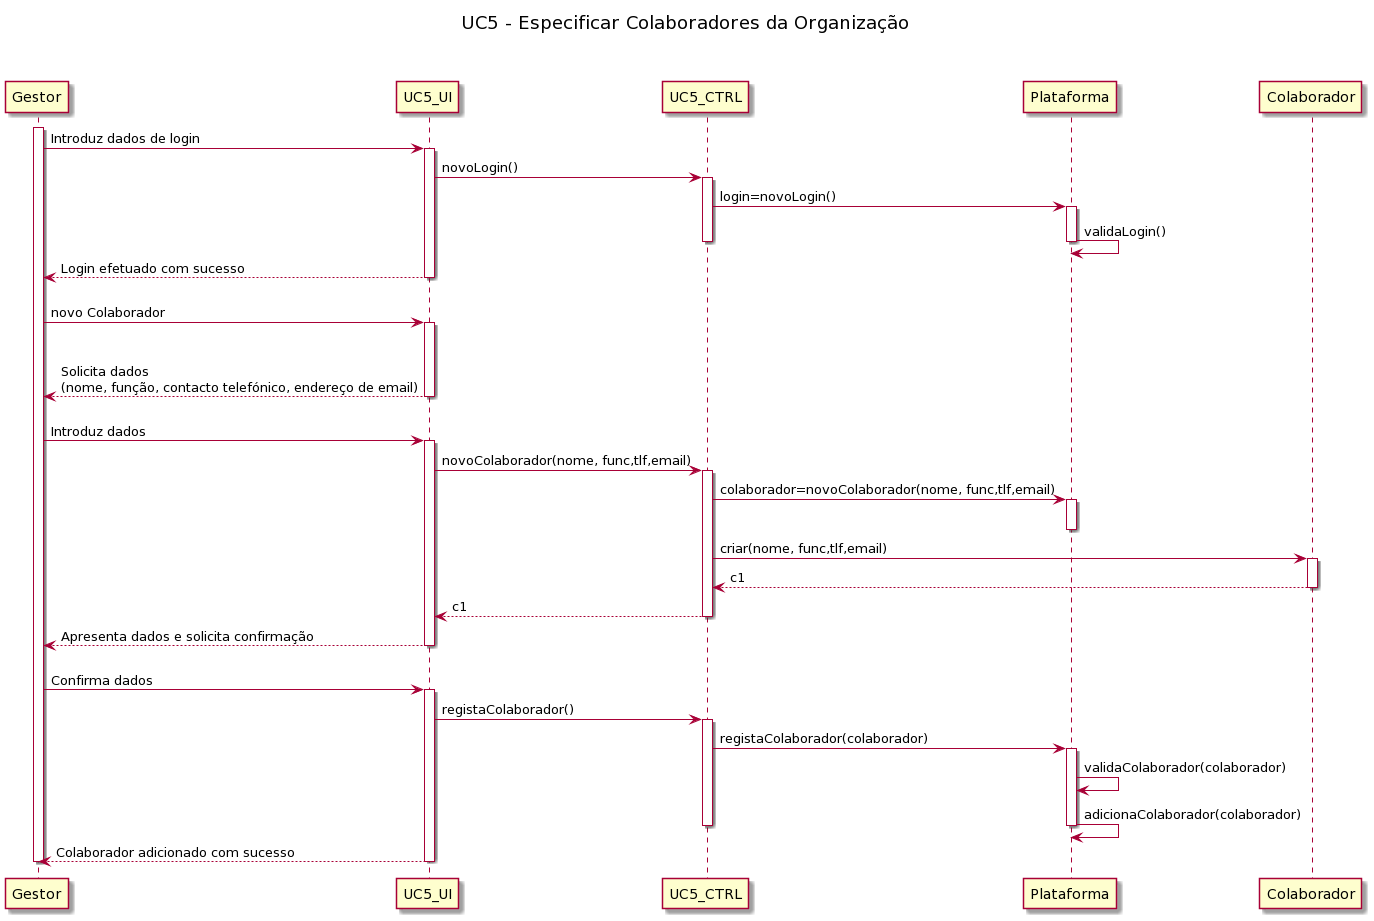 UC5 - Especificar Colaboradores da Organização
Gestor
UC5_UI
UC5_CTRL
Plataforma
Colaborador
Introduz dados de login
novoLogin()
login=novoLogin()
validaLogin()
Login efetuado com sucesso
novo Colaborador
Solicita dados
(nome, função, contacto telefónico, endereço de email)
Introduz dados
novoColaborador(nome, func,tlf,email)
colaborador=novoColaborador(nome, func,tlf,email)
criar(nome, func,tlf,email)
c1
c1
Apresenta dados e solicita confirmação
Confirma dados
registaColaborador()
registaColaborador(colaborador)
validaColaborador(colaborador)
adicionaColaborador(colaborador)
Colaborador adicionado com sucesso
Gestor
UC5_UI
UC5_CTRL
Plataforma
Colaborador